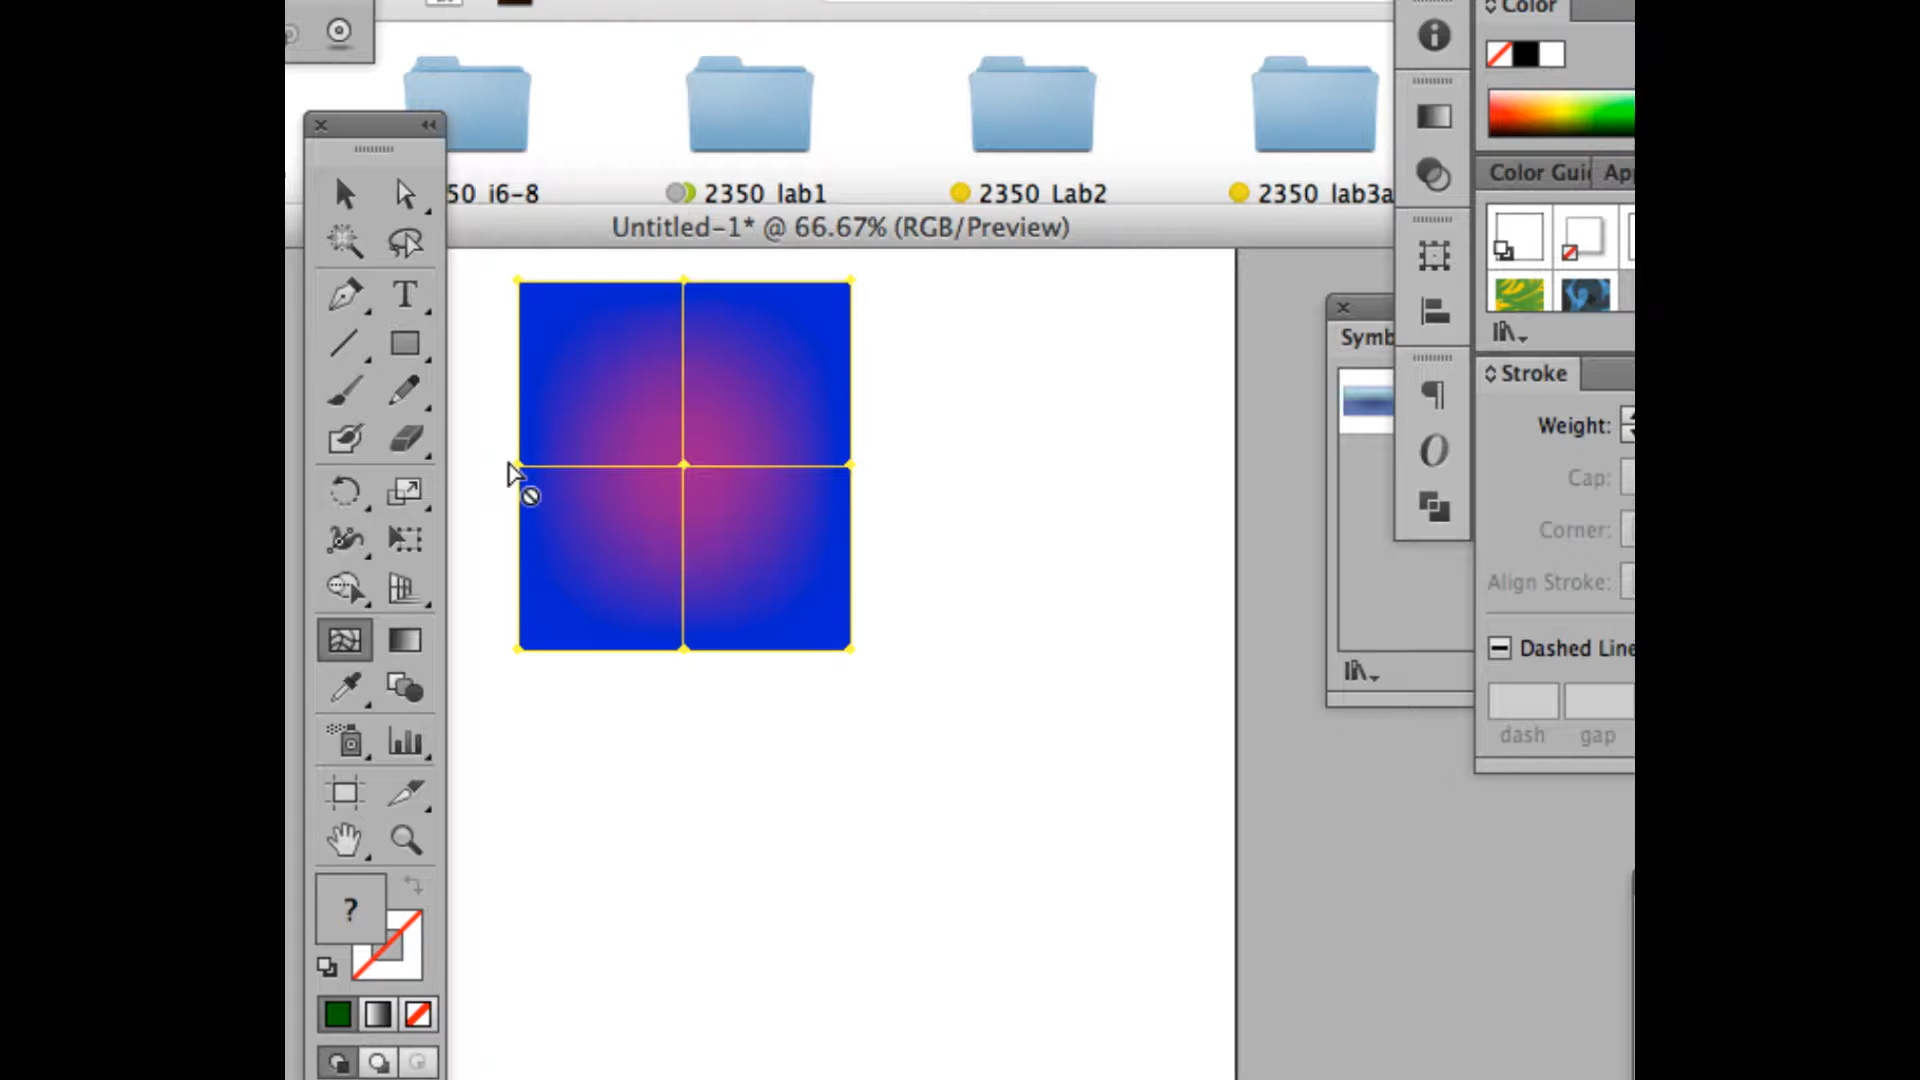 Color
50 i6-8
2350 lab1
2350 Lab2
2350 lab3a
Color Gui
Ap
Untitled-1* @ 66.67% (RGB/Preview)
T
Symb
Stroke
Weight:
Cap:
Corner:
Align Stroke:
Dashed Line
dash
gap
?